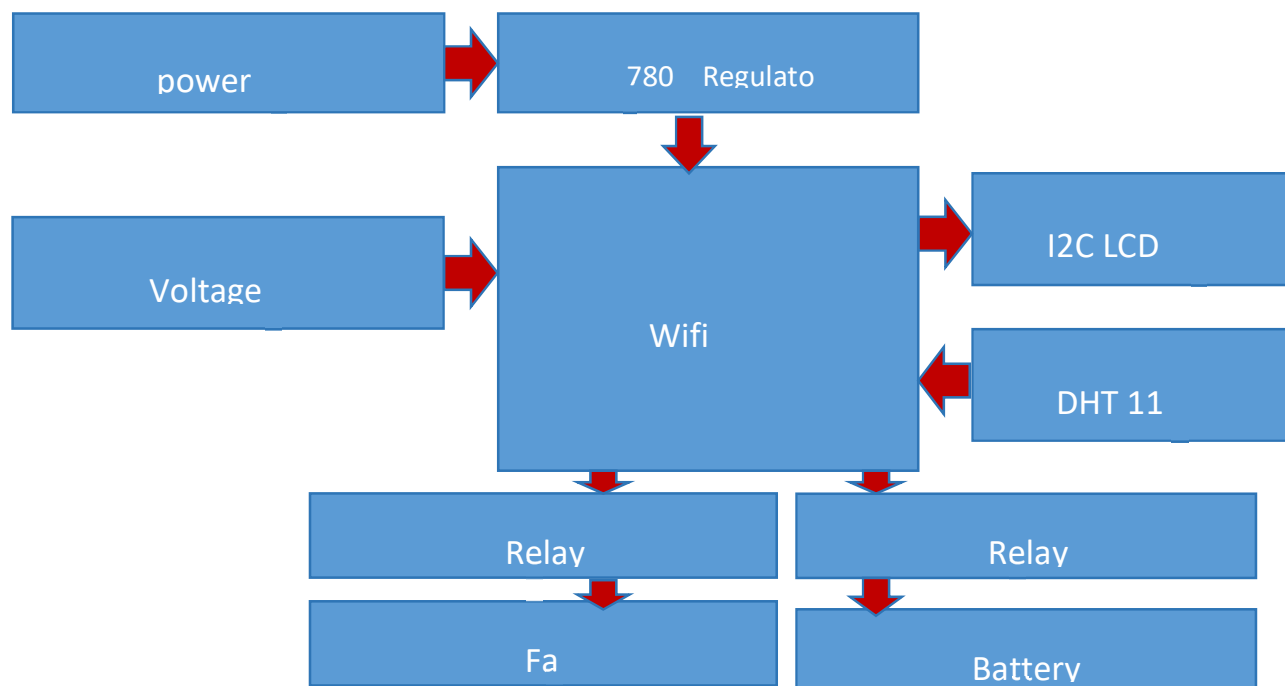 power
780 Regulato
Voltage
I2C LCD
Wifi
DHT 11
Relay
Relay
Fa
Battery